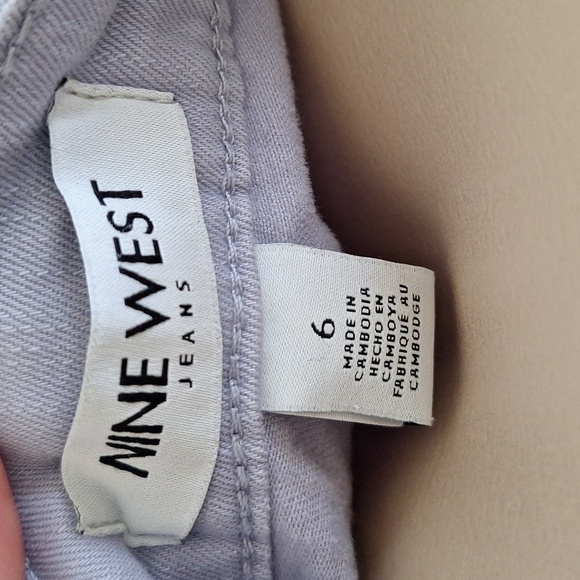 NINE WEST
JEANS
6
MADE IN
CAMBODIA
HECHO EN
CAMBOYA
FABRIQUÉ AU
CAMBODGE